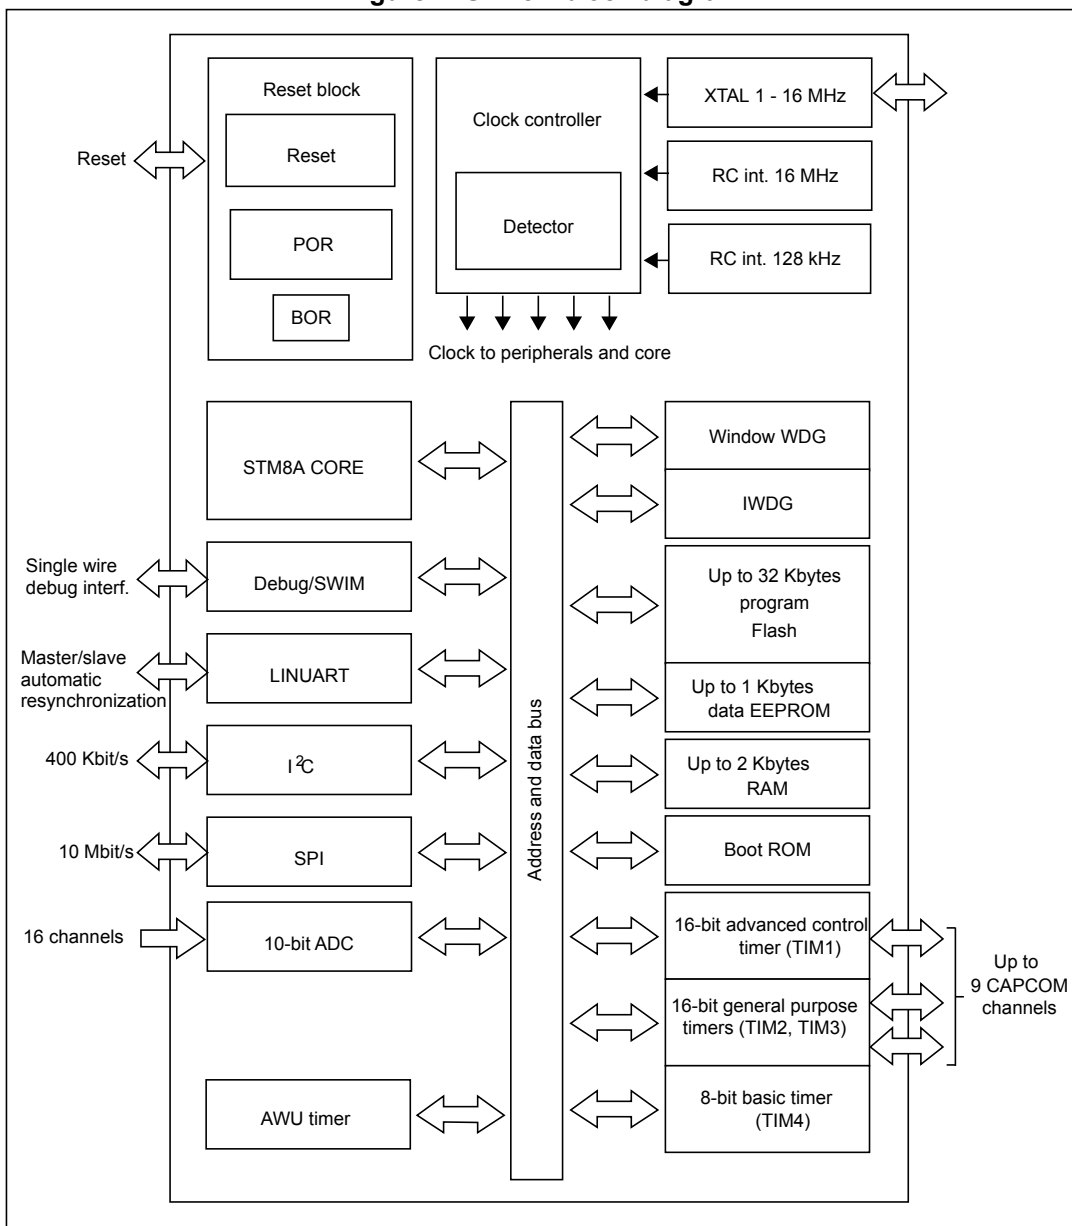 Reset block
Reset
Reset
POR
BOR
Clock controller
Detector
XTAL 1 - 16 MHz
RC int. 16 MHz
RC int. 128 kHz
Clock to peripherals and core
STM8A CORE
Single wire
debug interf.
Debug/SWIM
Master/slave
automatic
resynchronization
LINUART
400 Kbit/s
I²C
10 Mbit/s
SPI
16 channels
10-bit ADC
AWU timer
Address and data bus
Window WDG
IWDG
Up to 32 Kbytes
program
Flash
Up to 1 Kbytes
data EEPROM
Up to 2 Kbytes
RAM
Boot ROM
16-bit advanced control
timer (TIM1)
16-bit general purpose
timers (TIM2, TIM3)
8-bit basic timer
(TIM4)
Up to
9 CAPCOM
channels